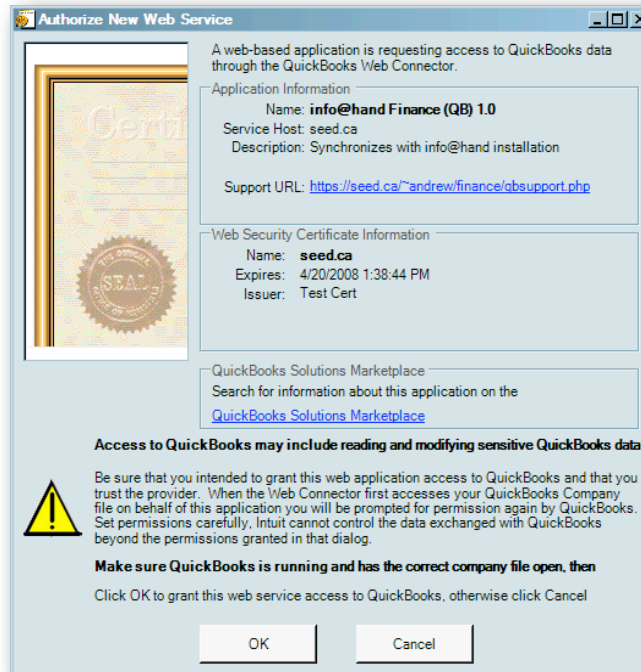 Authorize New Web Service
A web-based application is requesting access to QuickBooks data
through the QuickBooks Web Connector.
Application Information
Name: info@hand Finance (QB) 1.0
Service Host: seed.ca
Description: Synchronizes with info@hand installation
Support URL: https://seed.ca/~andrew/finance/qbsupport.php
Web Security Certificate Information
Name: seed.ca
Expires: 4/20/2008 1:38:44 PM
Issuer: Test Cert
QuickBooks Solutions Marketplace
Search for information about this application on the
QuickBooks Solutions Marketplace
Certi
THE OFFICIAL
SEAL
Access to QuickBooks may include reading and modifying sensitive QuickBooks data
Be sure that you intended to grant this web application access to QuickBooks and that you
trust the provider. When the Web Connector first accesses your QuickBooks Company
file on behalf of this application you will be prompted for permission again by QuickBooks.
Set permissions carefully, Intuit cannot control the data exchanged with QuickBooks
beyond the permissions granted in that dialog.
Make sure QuickBooks is running and has the correct company file open, then
Click OK to grant this web service access to QuickBooks, otherwise click Cancel
OK
Cancel